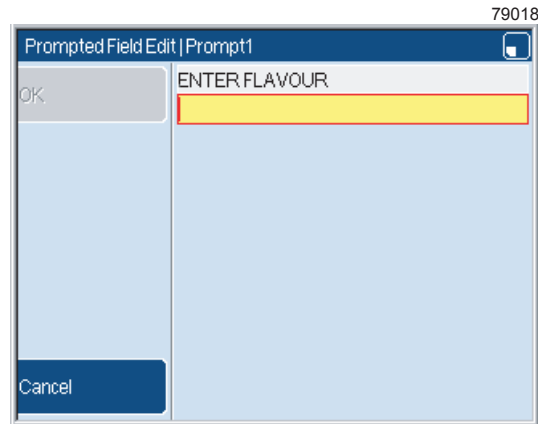 79018
Prompted Field Edit | Prompt1
ENTER FLAVOUR
OK
Cancel